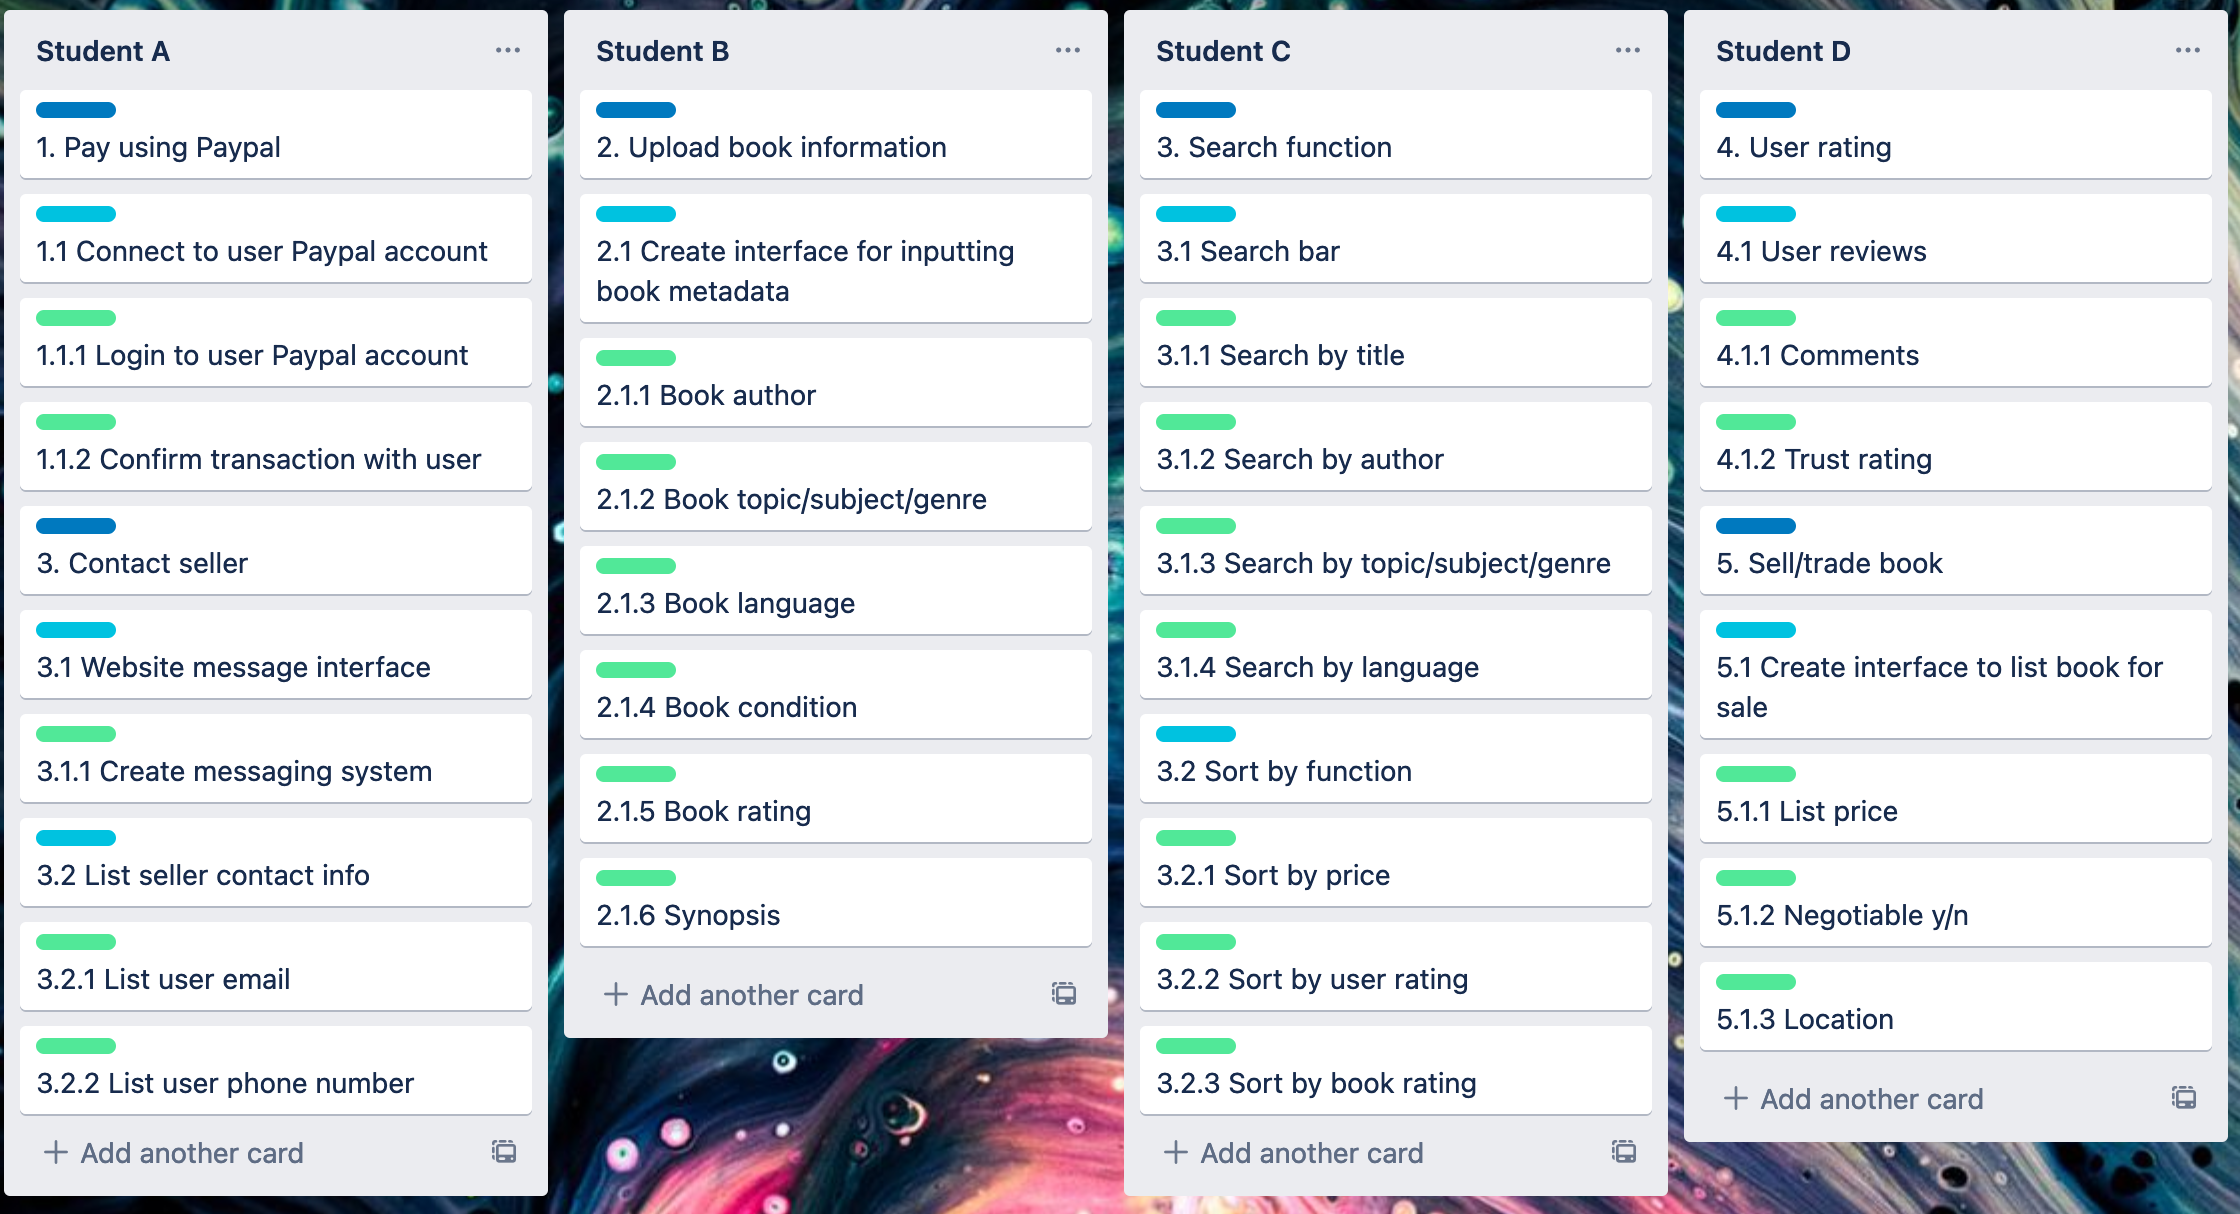 Student A
1. Pay using Paypal
1.1 Connect to user Paypal account
1.1.1 Login to user Paypal account
1.1.2 Confirm transaction with user
3. Contact seller
3.1 Website message interface
3.1.1 Create messaging system
3.2 List seller contact info
3.2.1 List user email
3.2.2 List user phone number
Add another card
Student B
2. Upload book information
2.1 Create interface for inputting
book metadata
2.1.1 Book author
2.1.2 Book topic/subject/genre
2.1.3 Book language
2.1.4 Book condition
2.1.5 Book rating
2.1.6 Synopsis
Add another card
Student C
3. Search function
3.1 Search bar
3.1.1 Search by title
3.1.2 Search by author
3.1.3 Search by topic/subject/genre
3.1.4 Search by language
3.2 Sort by function
3.2.1 Sort by price
3.2.2 Sort by user rating
3.2.3 Sort by book rating
Add another card
Student D
4. User rating
4.1 User reviews
4.1.1 Comments
4.1.2 Trust rating
5. Sell/trade book
5.1 Create interface to list book for
sale
5.1.1 List price
5.1.2 Negotiable y/n
5.1.3 Location
Add another card